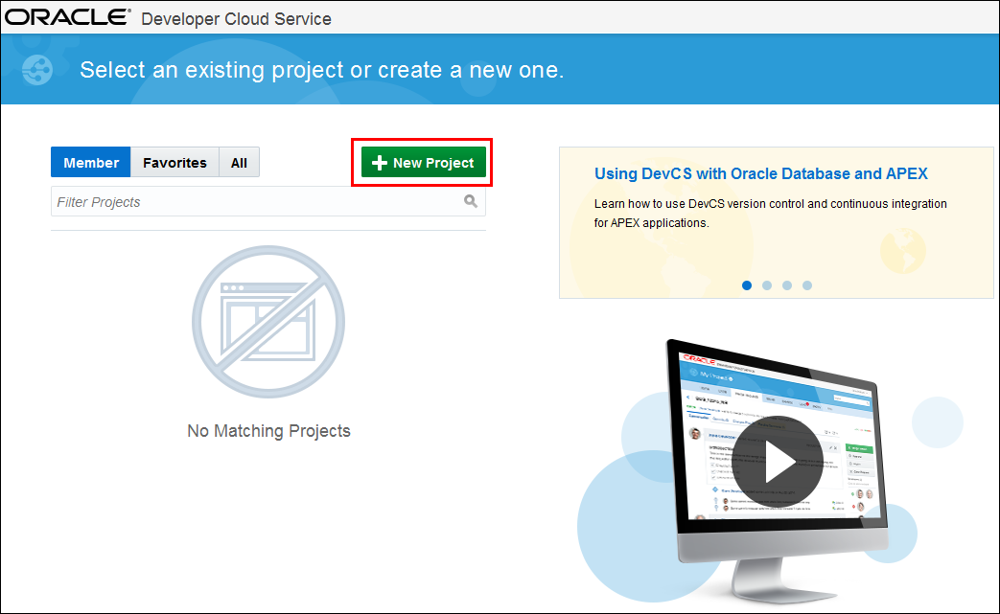 ORACLE® Developer Cloud Service
Select an existing project or create a new one.
Member Favorites All
New Project
Filter Projects
No Matching Projects
Using DevCS with Oracle Database and APEX
Learn how to use DevCS version control and continuous integration
for APEX applications.
ORACLE